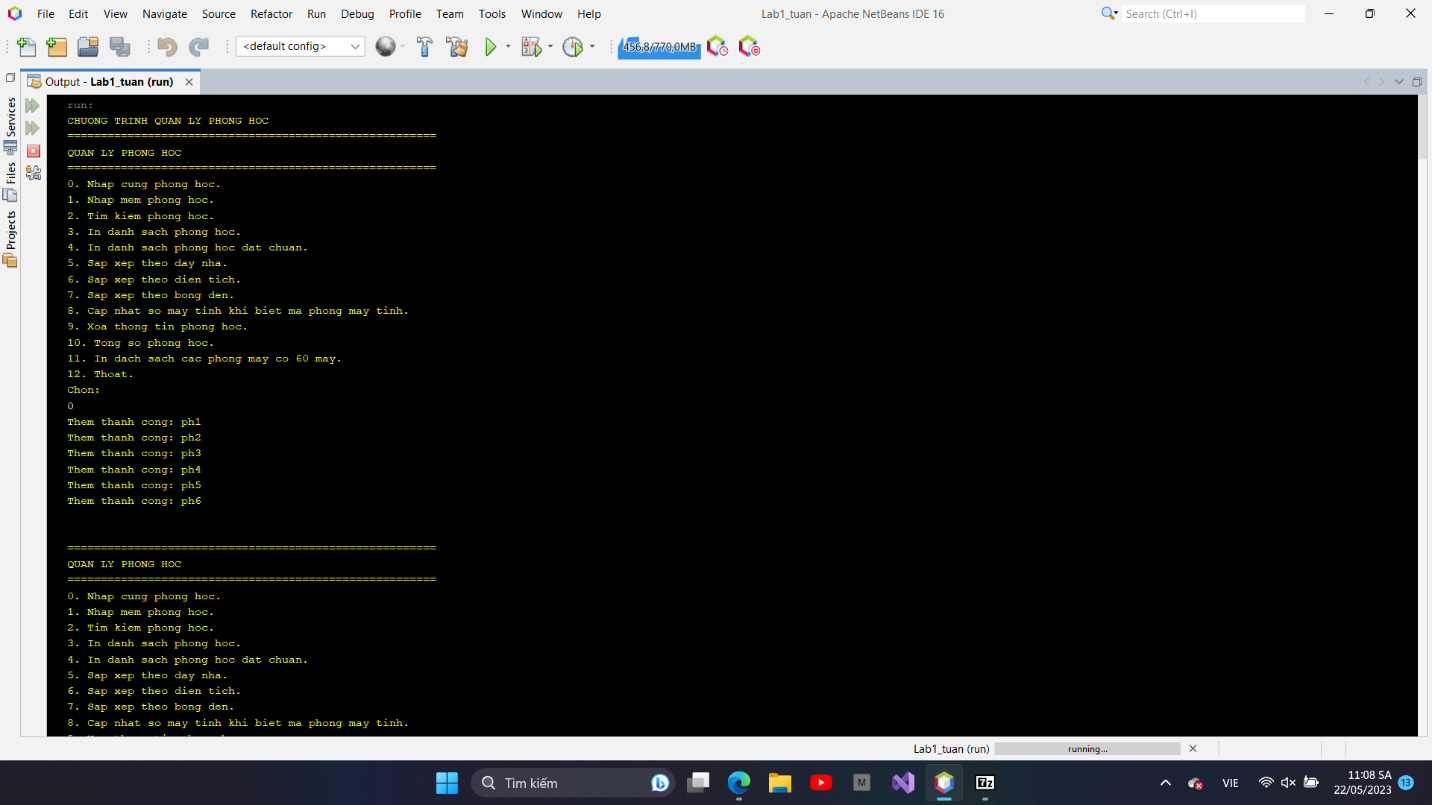 File Edit View Navigate Source Refactor Run Debug Profile Team Tools Window Help
Lab1_tuan - Apache NetBeans IDE 16
Search (Ctrl+I)
<default config>
456,8/770,0MB
Output - Lab1_tuan (run)
Services
Files
Projects
run:
CHUONG TRINH QUAN LY PHONG HOC
=======================================================
QUAN LY PHONG HOC
=======================================================
0. Nhap cung phong hoc.
1. Nhap mem phong hoc.
2. Tim kiem phong hoc.
3. In danh sach phong hoc.
4. In danh sach phong hoc dat chuan.
5. Sap xep theo day nha.
6. Sap xep theo dien tich.
7. Sap xep theo bong den.
8. Cap nhat so may tinh khi biet ma phong may tinh.
9. Xoa thong tin phong hoc.
10. Tong so phong hoc.
11. In dach sach cac phong may co 60 may.
12. Thoat.
Chon:
0
Them thanh cong: ph1
Them thanh cong: ph2
Them thanh cong: ph3
Them thanh cong: ph4
Them thanh cong: ph5
Them thanh cong: ph6
=======================================================
QUAN LY PHONG HOC
=======================================================
0. Nhap cung phong hoc.
1. Nhap mem phong hoc.
2. Tim kiem phong hoc.
3. In danh sach phong hoc.
4. In danh sach phong hoc dat chuan.
5. Sap xep theo day nha.
6. Sap xep theo dien tich.
7. Sap xep theo bong den.
8. Cap nhat so may tinh khi biet ma phong may tinh.
Lab1_tuan (run)
running...
Tìm kiếm
M
7z
VIE
11:08 SA
22/05/2023
13